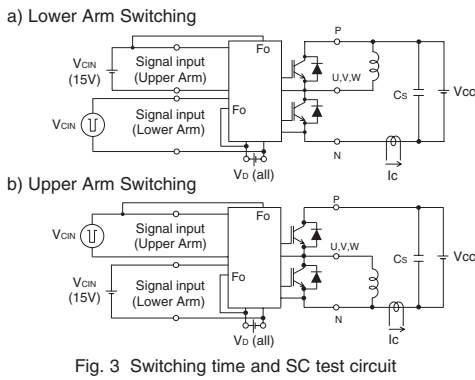 a) Lower Arm Switching
VCIN
(15V)
Signal input
(Upper Arm)
Fo
P
VCIN
Signal input
(Lower Arm)
Fo
U,V,W
CS
Vcc
VD (all)
N
Ic
b) Upper Arm Switching
VCIN
Signal input
(Upper Arm)
Fo
P
VCIN
(15V)
Signal input
(Lower Arm)
Fo
U,V,W
CS
Vcc
VD (all)
N
Ic
Fig. 3 Switching time and SC test circuit